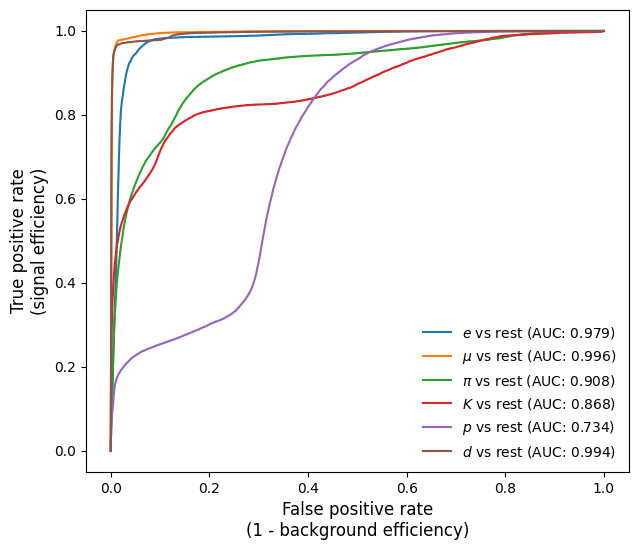 1.0
0.8
0.6
0.4
0.2
0.0
True positive rate
(signal efficiency)
e vs rest (AUC: 0.979)
μ vs rest (AUC: 0.996)
π vs rest (AUC: 0.908)
K vs rest (AUC: 0.868)
p vs rest (AUC: 0.734)
d vs rest (AUC: 0.994)
0.0 0.2 0.4 0.6 0.8 1.0
False positive rate
(1 - background efficiency)